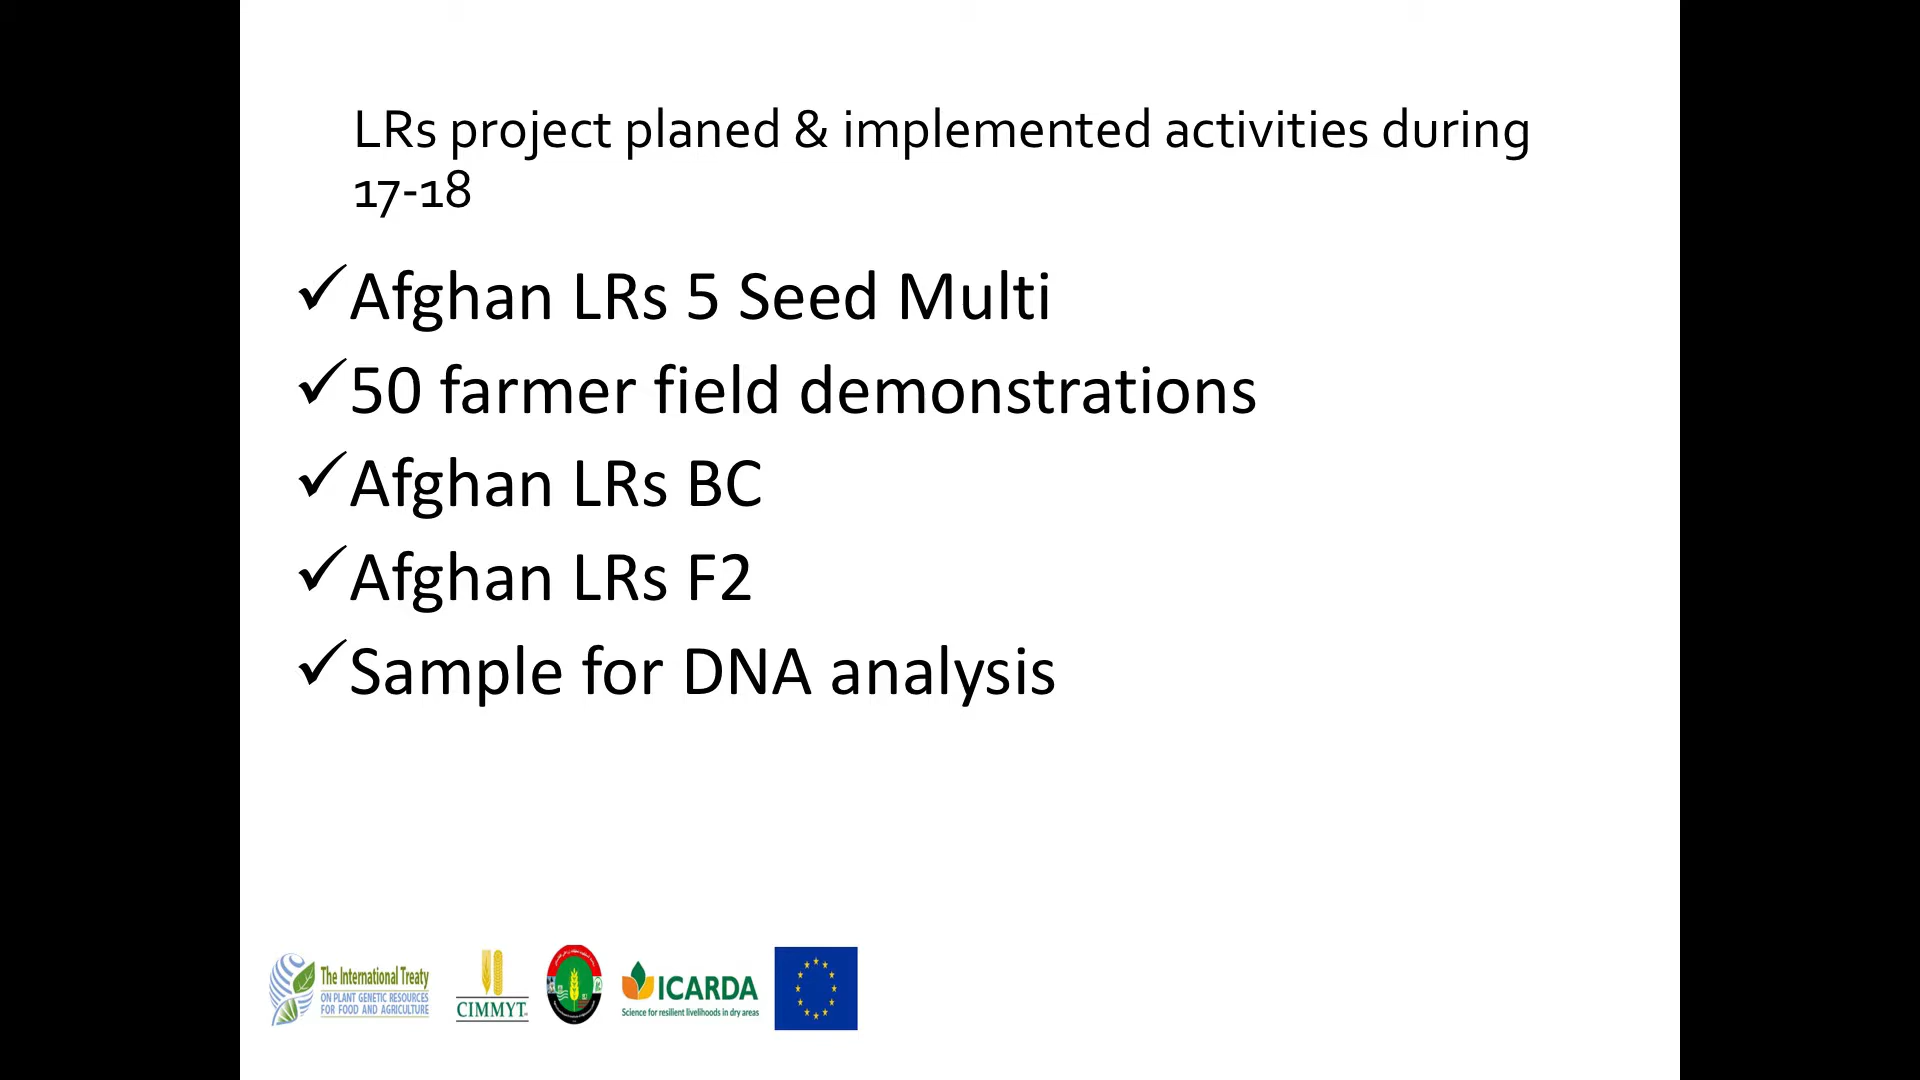 LRs project planed & implemented activities during
17-18
✓Afghan LRs 5 Seed Multi
✓50 farmer field demonstrations
✓Afghan LRs BC
✓Afghan LRs F2
✓Sample for DNA analysis
The International Treaty
ON PLANT GENETIC RESOURCES
FOR FOOD AND AGRICULTURE
CIMMYT
ICARDA
Science for resilient livelihoods in dry areas